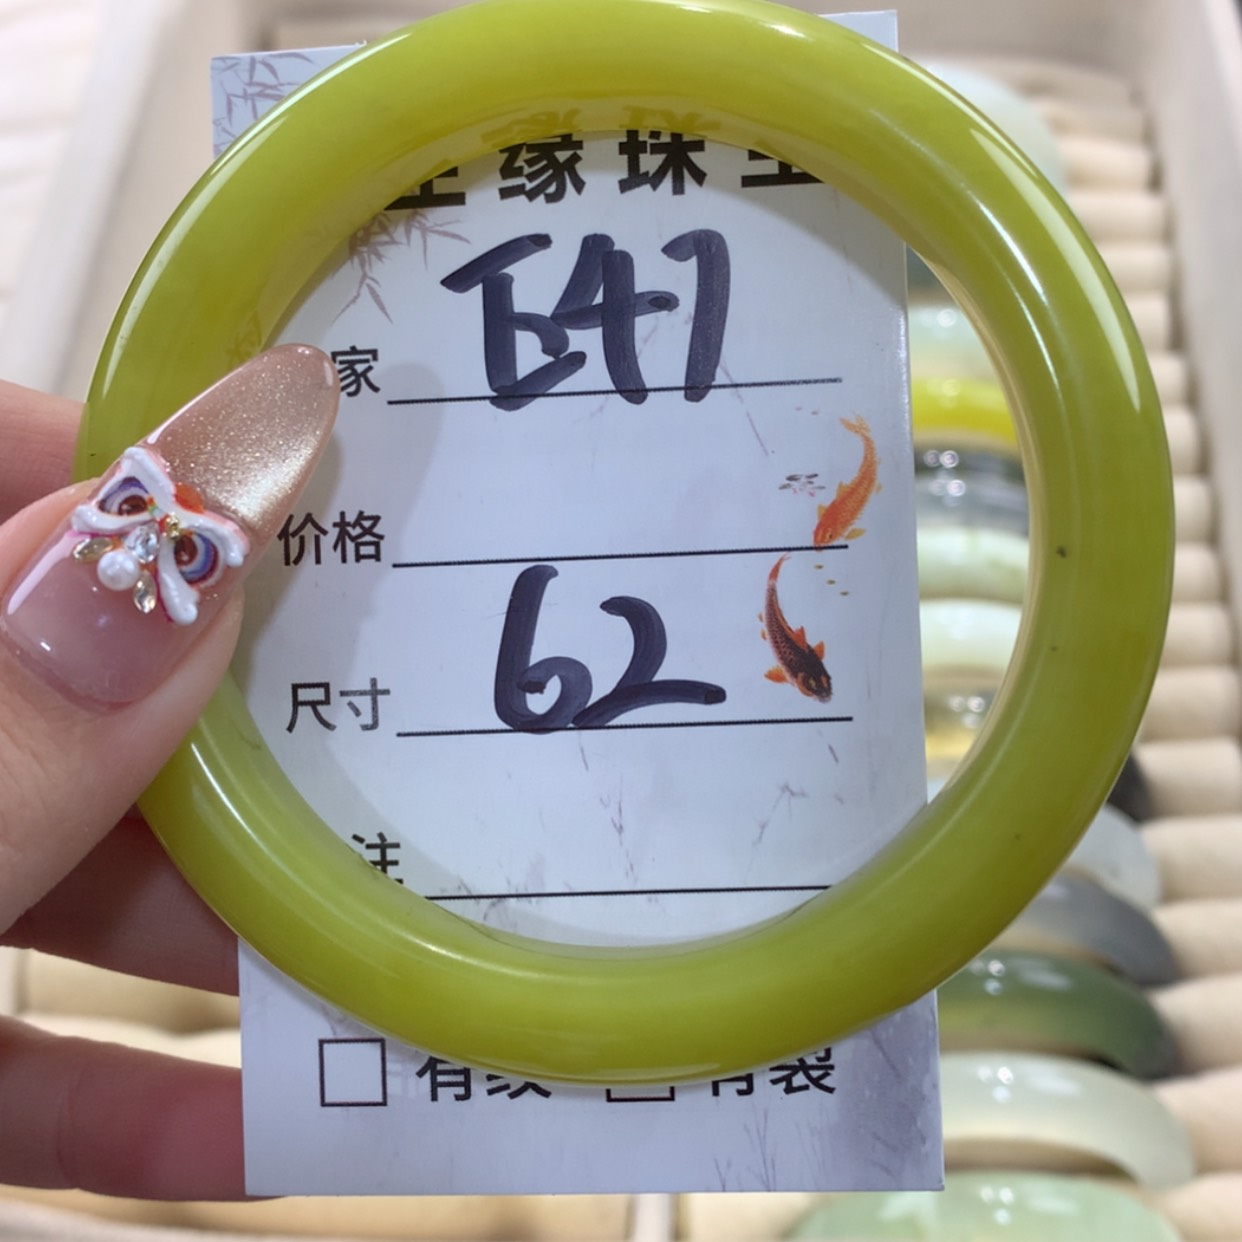 缘珠
家 E47
价格
尺寸 62
注
有纹 有裂